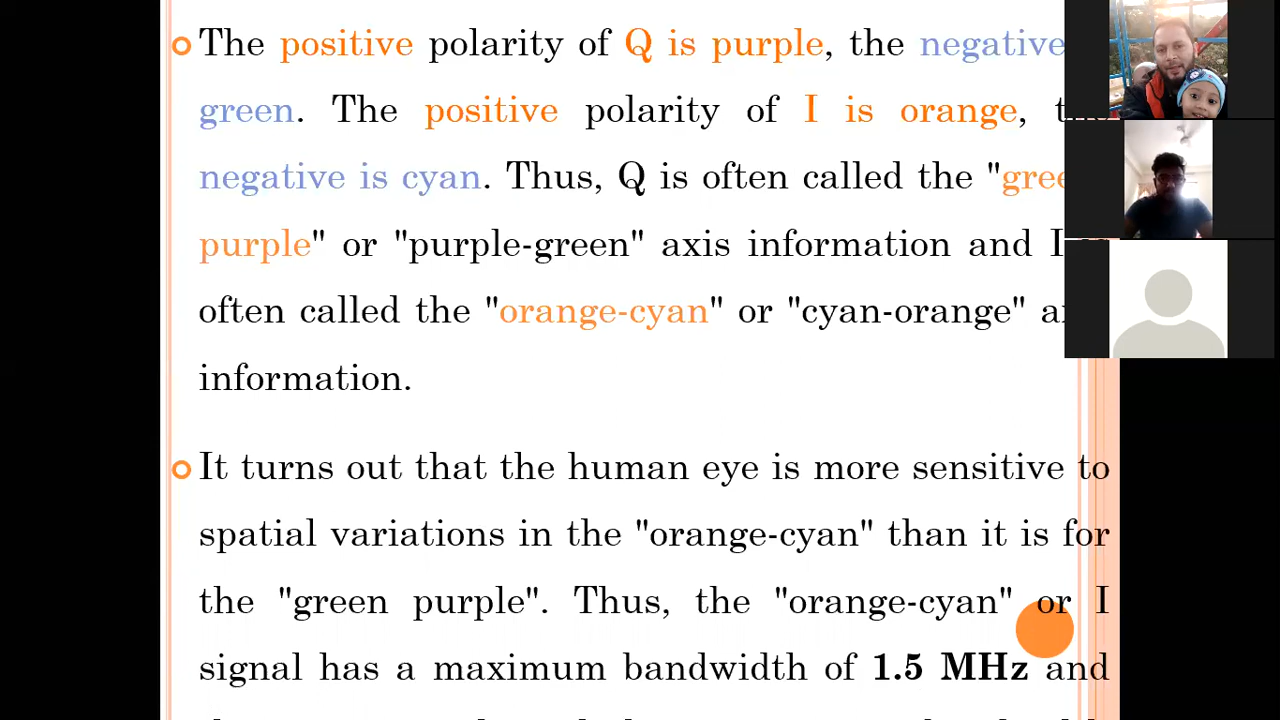 The positive polarity of Q is purple, the negative
green. The positive polarity of I is orange,
negative is cyan. Thus, Q is often called the "
purple" or "purple-green" axis information and I
often called the "orange-cyan" or "cyan-orange"
information.
It turns out that the human eye is more sensitive to
spatial variations in the "orange-cyan" than it is for
the "green purple". Thus, the "orange-cyan" or I
signal has a maximum bandwidth of 1.5 MHz and